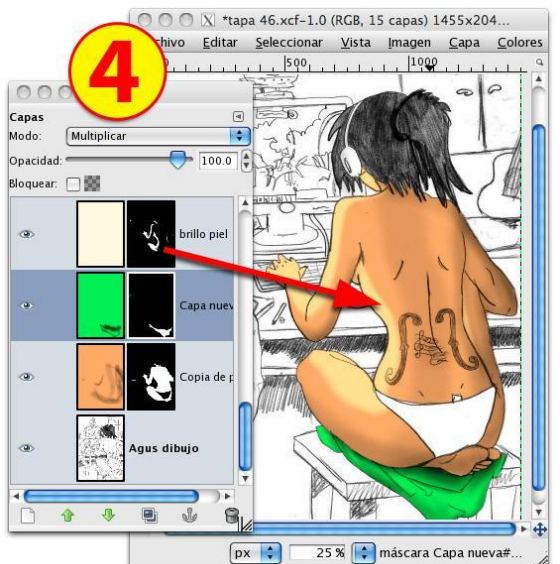 *tapa 46.xcf-1.0 (RGB, 15 capas) 1455x204...
Editar Seleccionar Vista Imagen Capa Colores
4
500
1000
Capas
Modo: Multiplicar
Opacidad: 100.0
Bloquear:
brillo piel
Capa nuev
Copia de p
Agus dibujo
px 25 % máscara Capa nueva#...